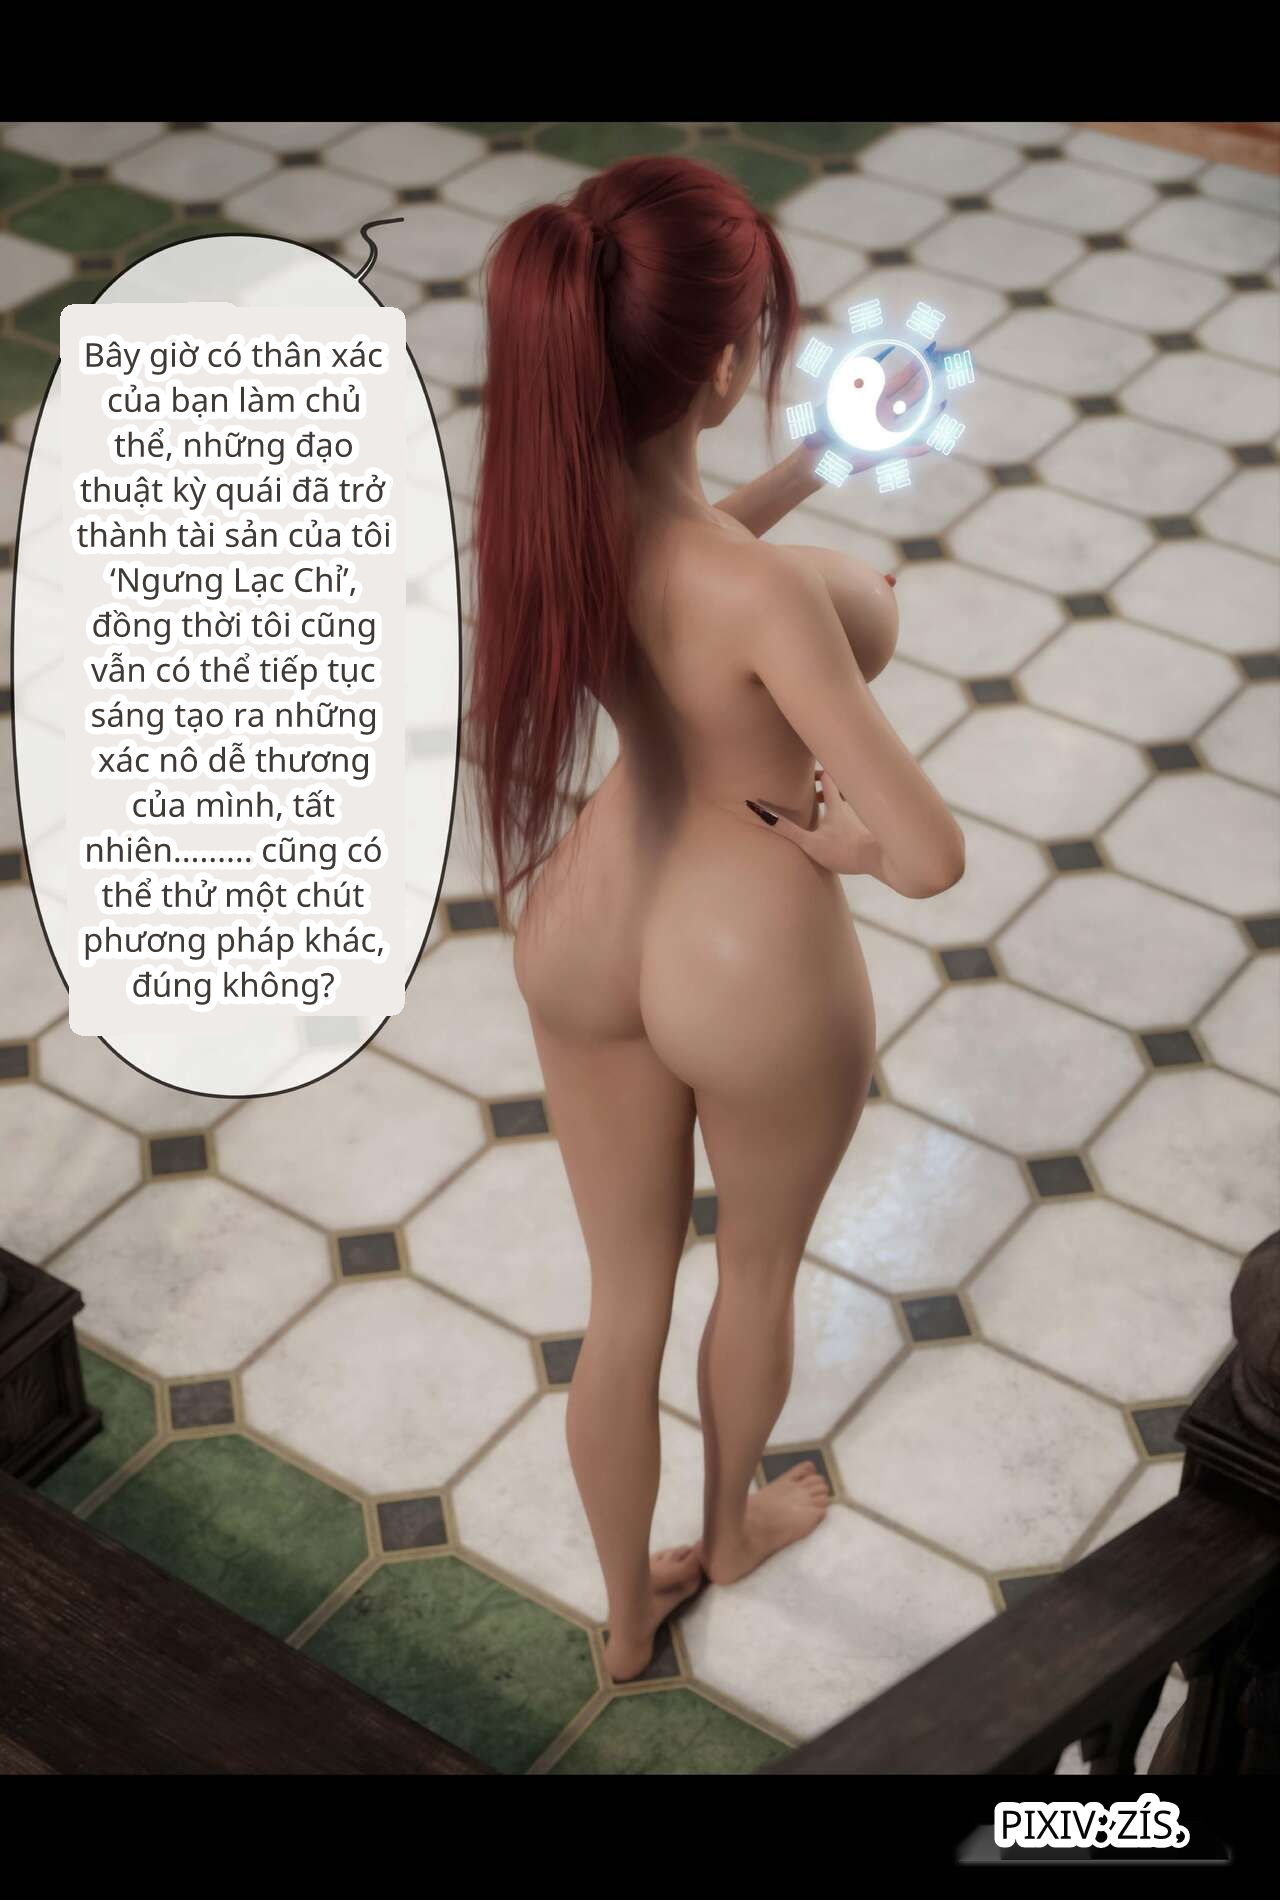 Bây giờ có thân xác
của bạn làm chủ
thể, những đạo
thuật kỳ quái đã trở
thành tài sản của tôi
‘Ngưng Lạc Chỉ’,
đồng thời tôi cũng
vẫn có thể tiếp tục
sáng tạo ra những
xác nô dễ thương
của mình, tất
nhiên......... cũng có
thể thử một chút
phương pháp khác,
đúng không?
PIXIV:ZÍS,